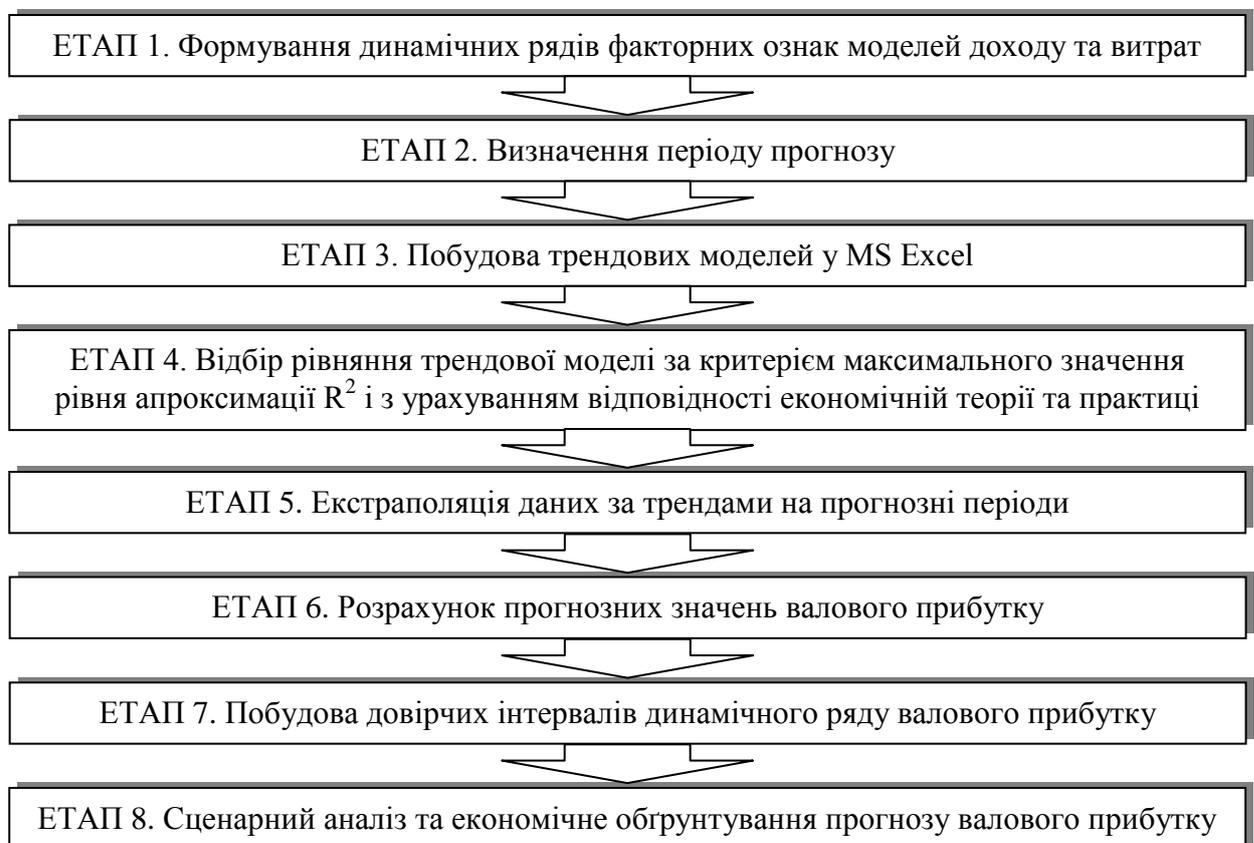 ЕТАП 1. Формування динамічних рядів факторних ознак моделей доходу та витрат
ЕТАП 2. Визначення періоду прогнозу
ЕТАП 3. Побудова трендових моделей у MS Excel
ЕТАП 4. Відбір рівняння трендової моделі за критерієм максимального значення
рівня апроксимації R² і з урахуванням відповідності економічній теорії та практиці
ЕТАП 5. Екстраполяція даних за трендами на прогнозні періоди
ЕТАП 6. Розрахунок прогнозних значень валового прибутку
ЕТАП 7. Побудова довірчих інтервалів динамічного ряду валового прибутку
ЕТАП 8. Сценарний аналіз та економічне обґрунтування прогнозу валового прибутку